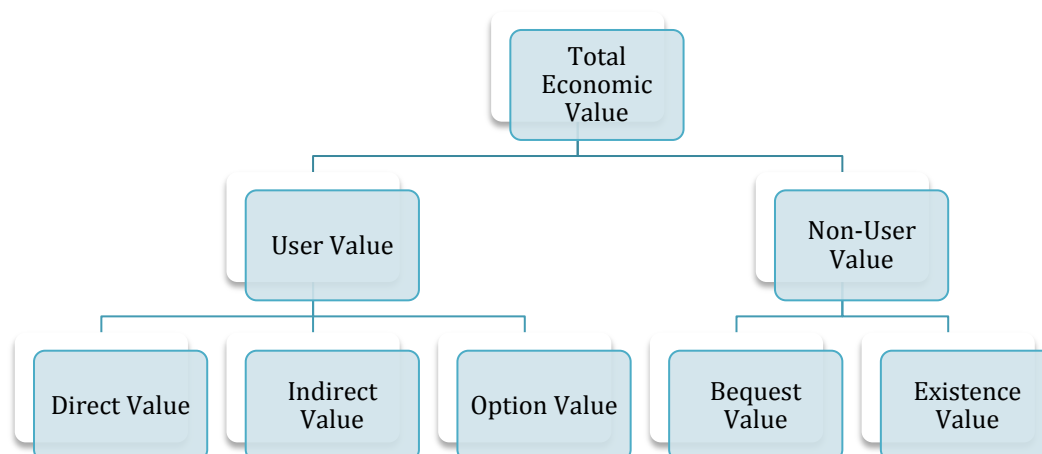 Total
Economic
Value
User Value
Non-User
Value
Direct Value
Indirect
Value
Option Value
Bequest
Value
Existence
Value